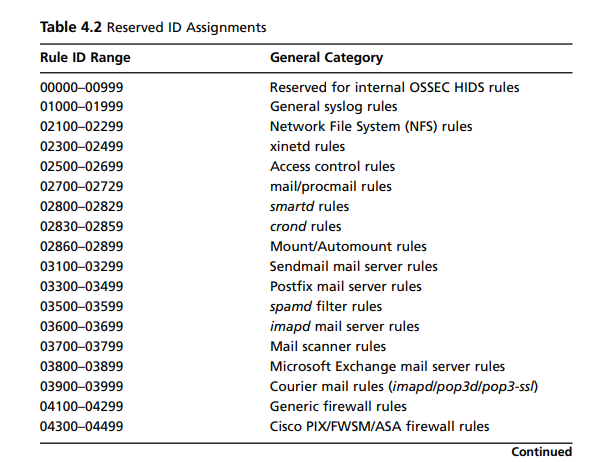 Table 4.2 Reserved ID Assignments
Rule ID Range General Category
00000–00999 Reserved for internal OSSEC HIDS rules
01000–01999 General syslog rules
02100–02299 Network File System (NFS) rules
02300–02499 xinetd rules
02500–02699 Access control rules
02700–02729 mail/procmail rules
02800–02829 smartd rules
02830–02859 crond rules
02860–02899 Mount/Automount rules
03100–03299 Sendmail mail server rules
03300–03499 Postfix mail server rules
03500–03599 spamd filter rules
03600–03699 imapd mail server rules
03700–03799 Mail scanner rules
03800–03899 Microsoft Exchange mail server rules
03900–03999 Courier mail rules (imapd/pop3d/pop3-ssl)
04100–04299 Generic firewall rules
04300–04499 Cisco PIX/FWSM/ASA firewall rules
Continued